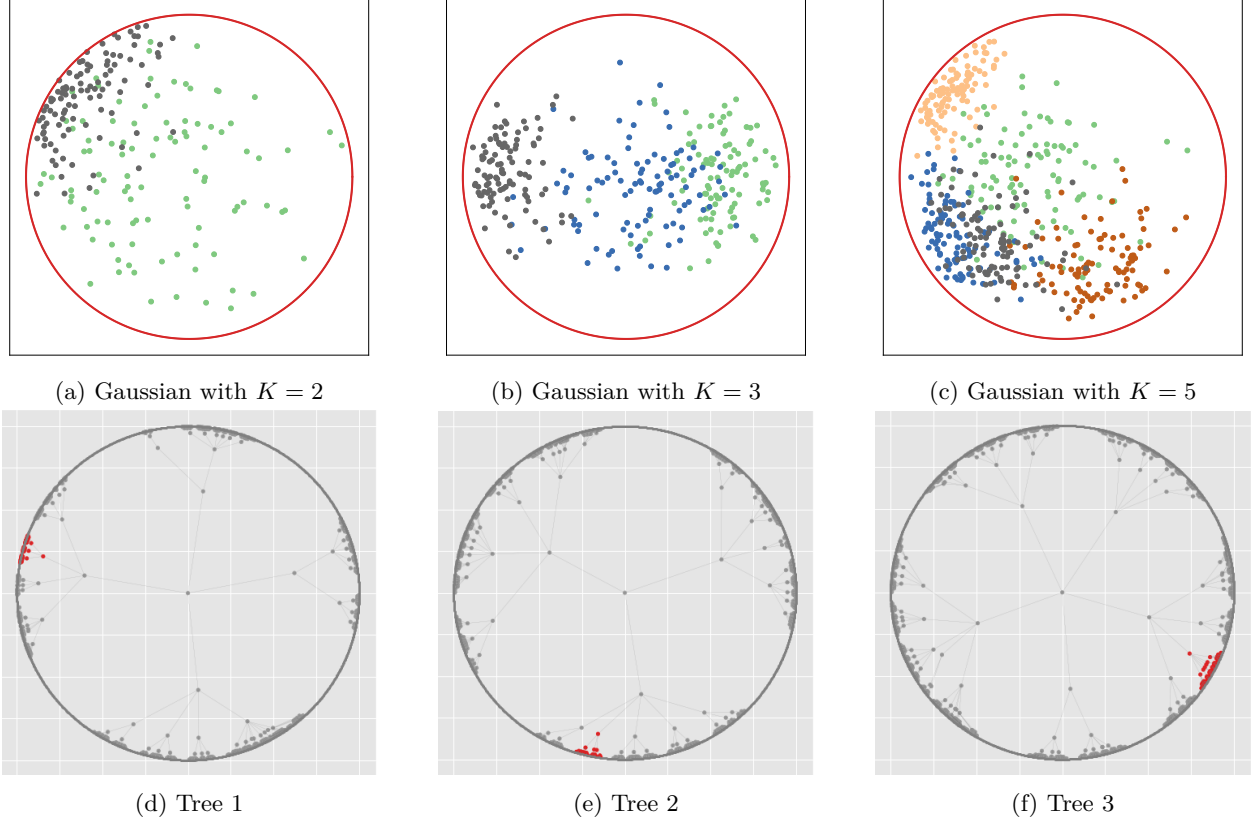 (a) Gaussian with K = 2
(b) Gaussian with K = 3
(c) Gaussian with K = 5
(d) Tree 1
(e) Tree 2
(f) Tree 3